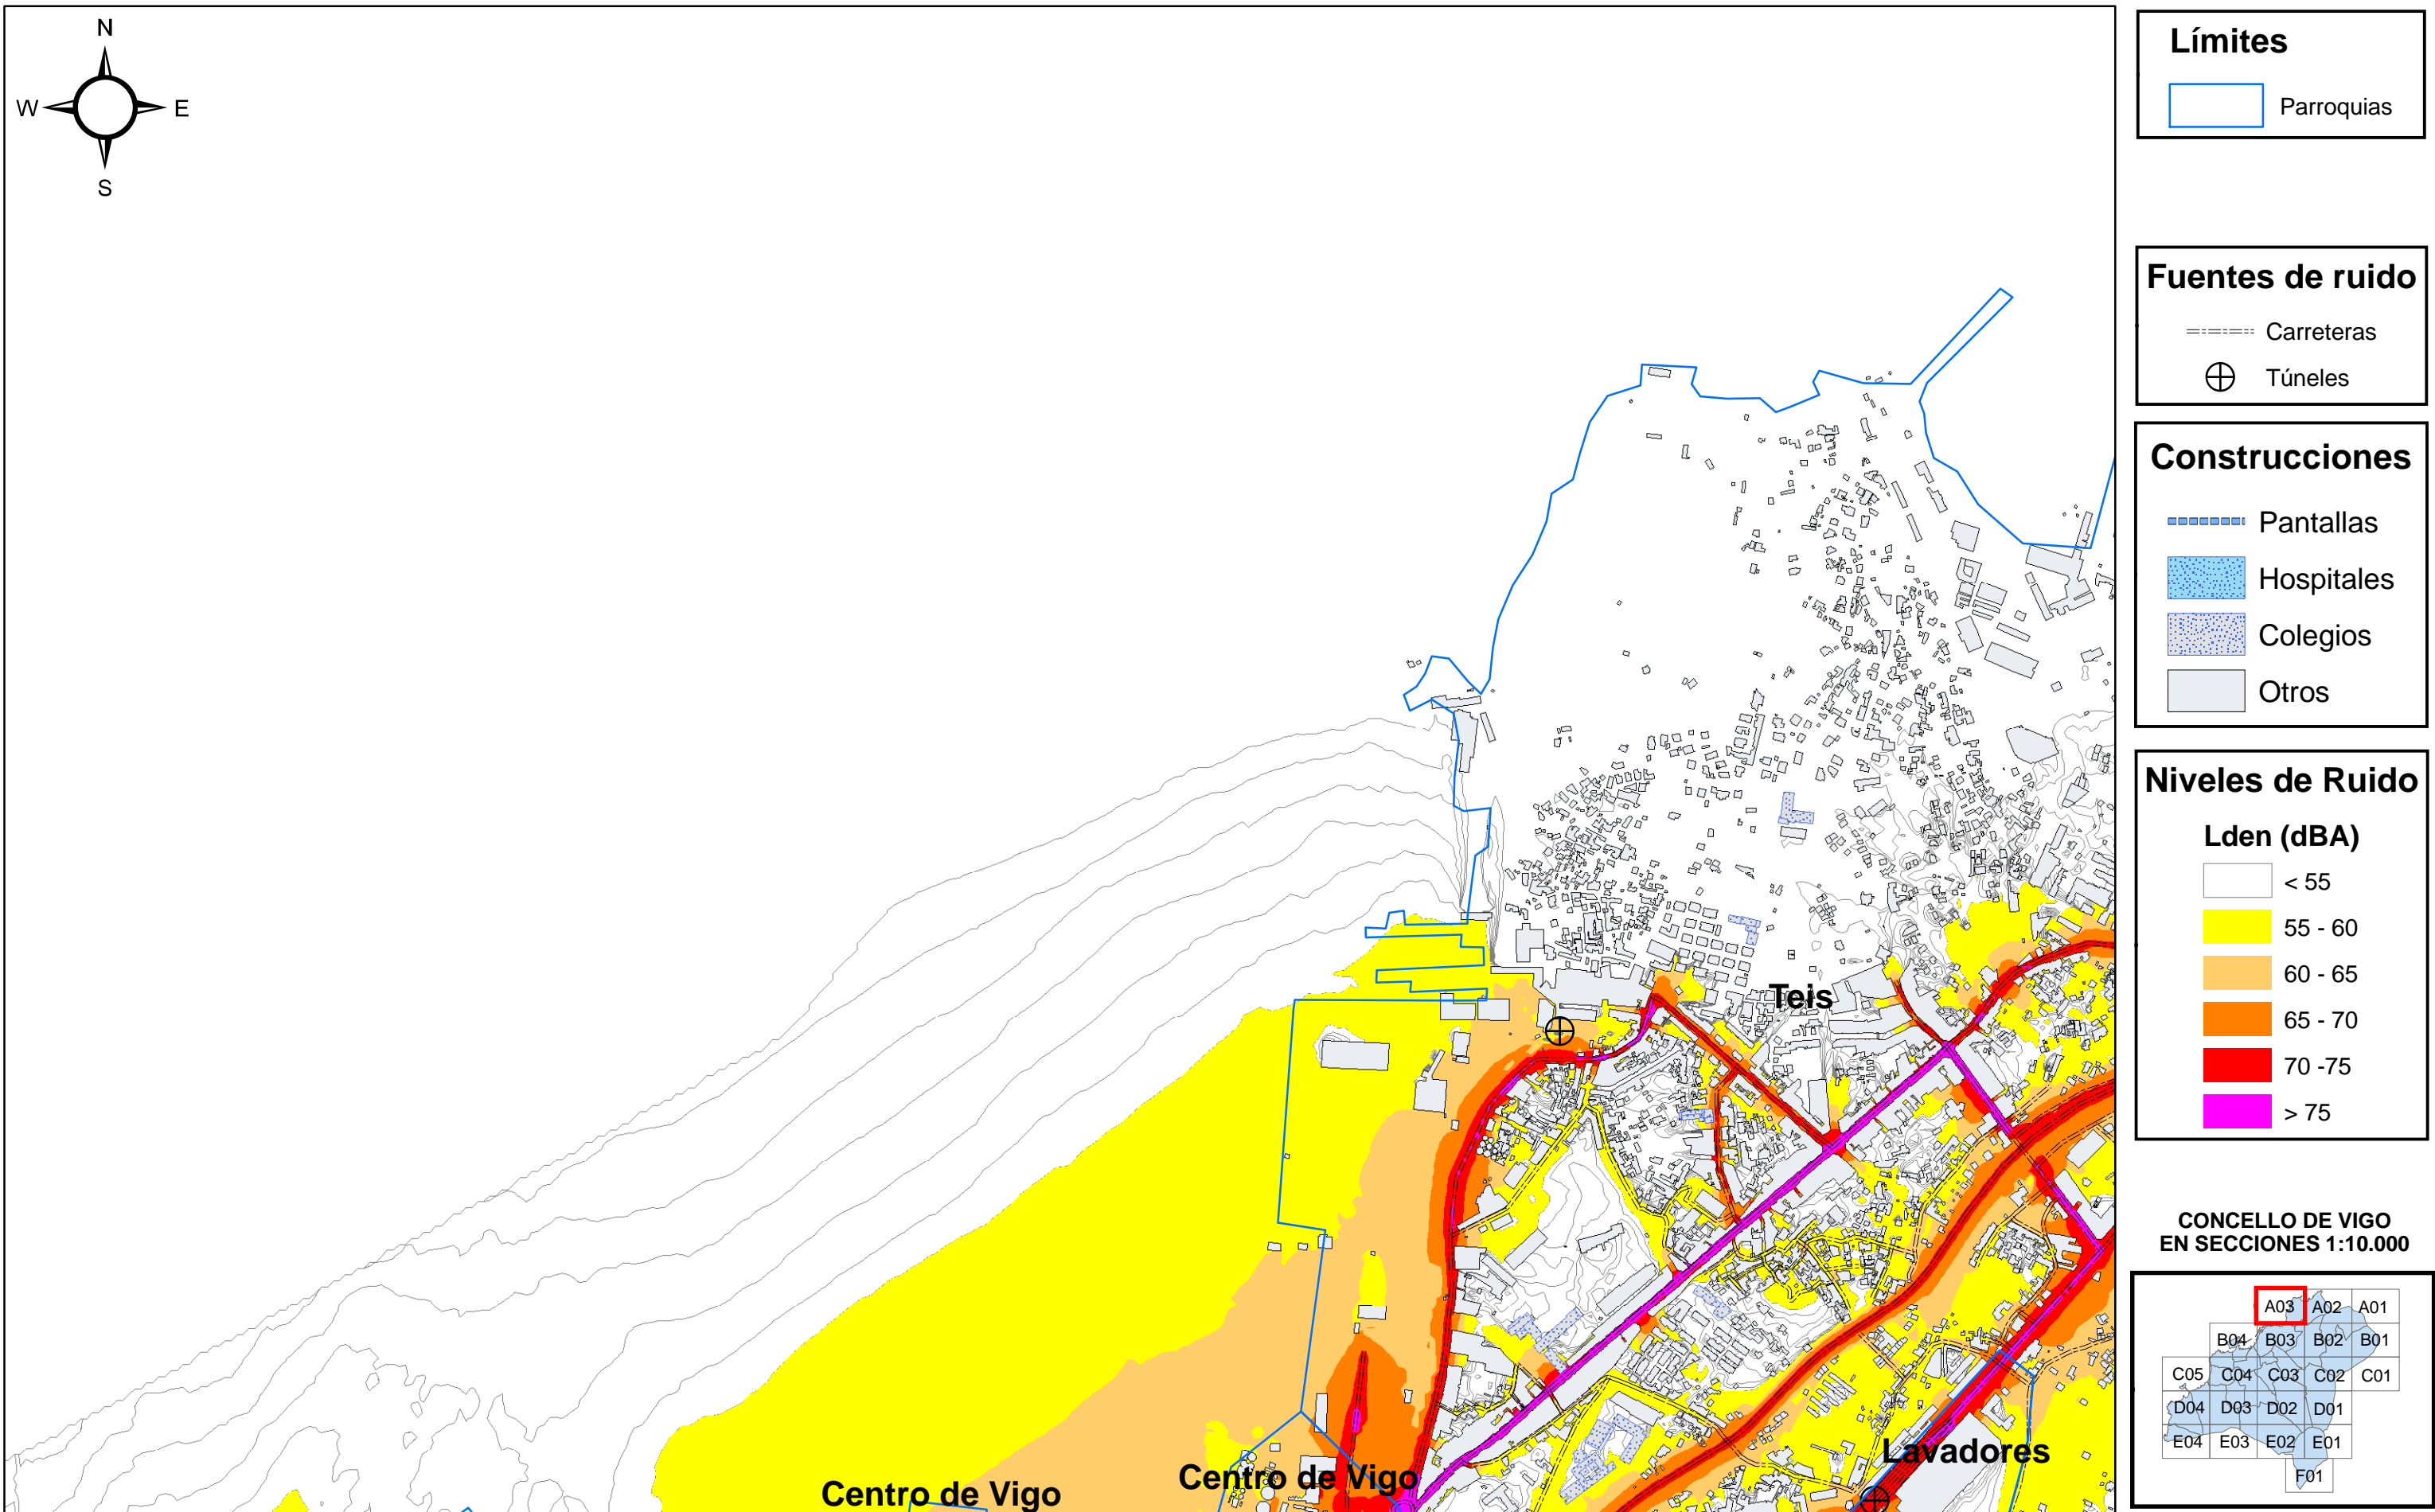 N
W
E
S
Teis
Lavadores
Centro de Vigo
Centro de Vigo
Límites
Parroquias
Fuentes de ruido
Carreteras
Túneles
Construcciones
Pantallas
Hospitales
Colegios
Otros
Niveles de Ruido
Lden (dBA)
< 55
55 - 60
60 - 65
65 - 70
70 -75
> 75
CONCELLO DE VIGO
EN SECCIONES 1:10.000
A03 A02 A01
B04 B03 B02 B01
C05 C04 C03 C02 C01
D04 D03 D02 D01
E04 E03 E02 E01
F01